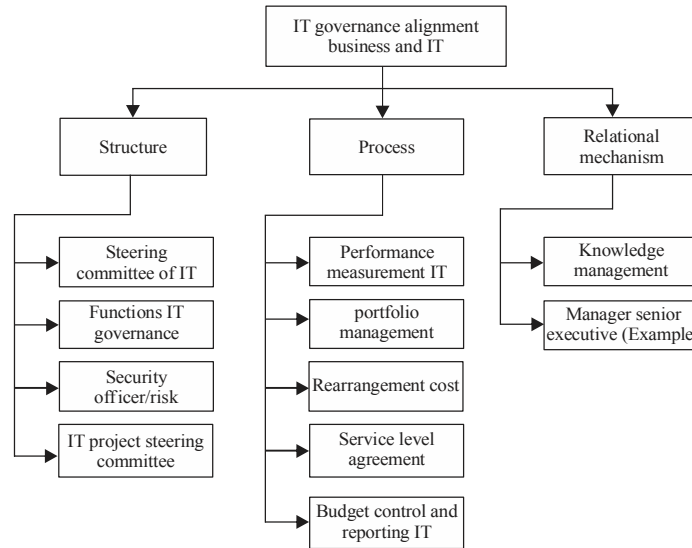 IT governance alignment
business and IT
Structure
Process
Relational
mechanism
Steering
committee of IT
Functions IT
governance
Security
officer/risk
IT project steering
committee
Performance
measurement IT
portfolio
management
Rearrangement cost
Service level
agreement
Budget control and
reporting IT
Knowledge
management
Manager senior
executive (Example